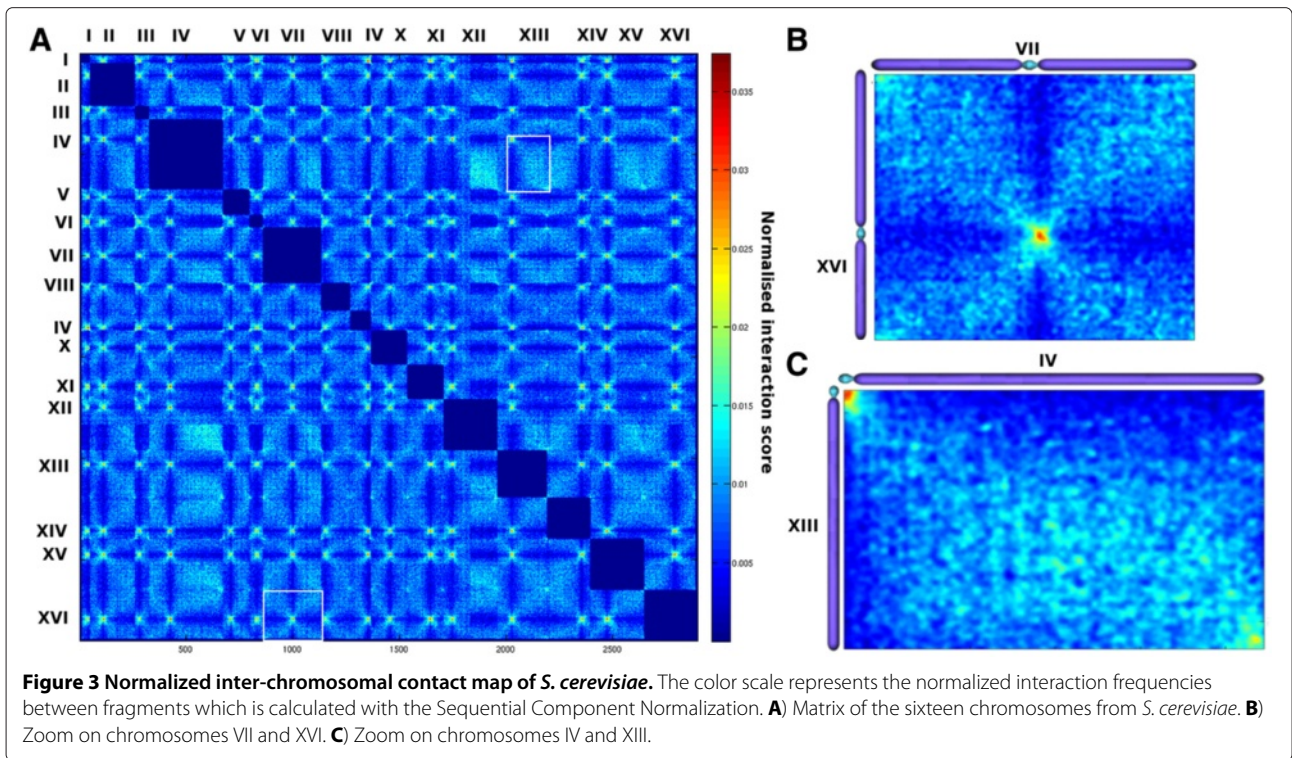 A
I II III IV V VI VII VIII IV X XI XII XIII XIV XV XVI
I
II
III
IV
V
VI
VII
VIII
IV
X
XI
XII
XIII
XIV
XV
XVI
500 1000 1500 2000 2500
0.035
0.03
0.025
0.02
0.015
0.01
0.005
Normalised interaction score
B
VII
XVI
C
IV
XIII
Figure 3 Normalized inter-chromosomal contact map of S. cerevisiae. The color scale represents the normalized interaction frequencies
between fragments which is calculated with the Sequential Component Normalization. A) Matrix of the sixteen chromosomes from S. cerevisiae. B)
Zoom on chromosomes VII and XVI. C) Zoom on chromosomes IV and XIII.